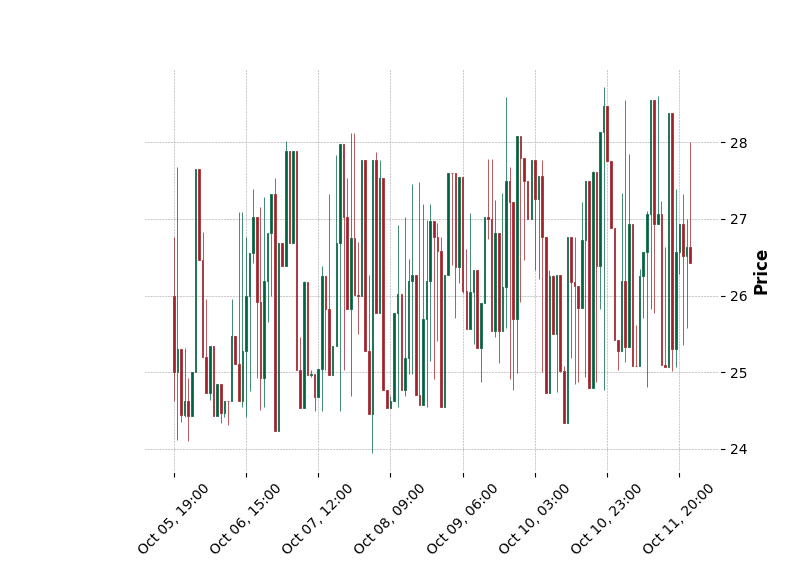 28
27
26
25
24
Price
Oct 05, 19:00
Oct 06, 15:00
Oct 07, 12:00
Oct 08, 09:00
Oct 09, 06:00
Oct 10, 03:00
Oct 10, 23:00
Oct 11, 20:00